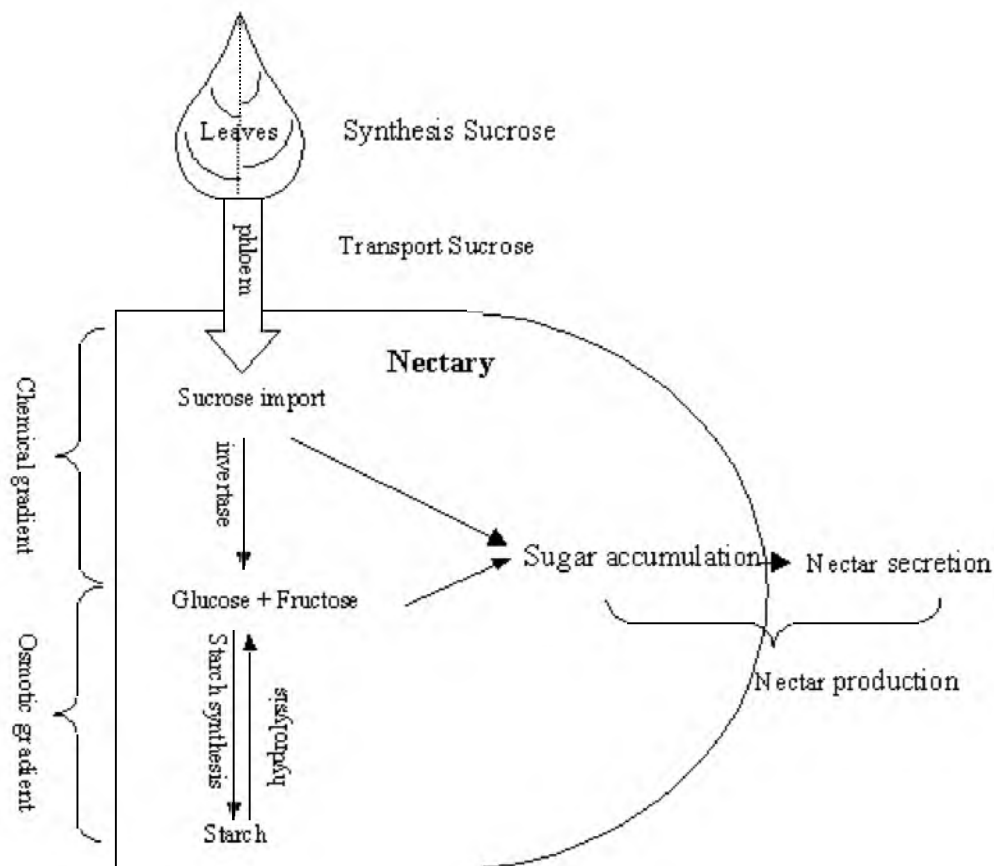 Leaves
Synthesis Sucrose
phloem
Transport Sucrose
Nectary
Sucrose import
Chemical gradient
invertase
Sugar accumulation
Nectar secretion
Glucose + Fructose
Osmotic gradient
Starch synthesis
hydrolysis
Nectar production
Starch